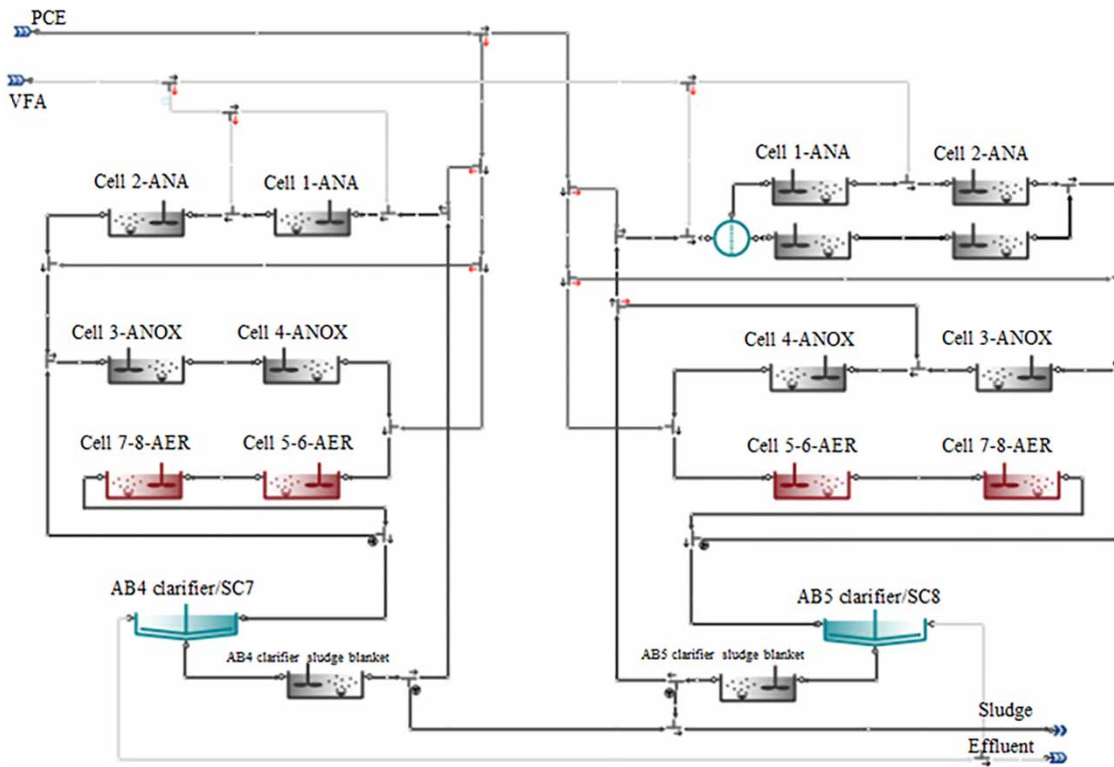 PCE
VFA
Cell 2-ANA
Cell 1-ANA
Cell 1-ANA
Cell 2-ANA
Cell 3-ANOX
Cell 4-ANOX
Cell 4-ANOX
Cell 3-ANOX
Cell 7-8-AER
Cell 5-6-AER
Cell 5-6-AER
Cell 7-8-AER
AB4 clarifier/SC7
AB5 clarifier/SC8
AB4 clarifier sludge blanket
AB5 clarifier sludge blanket
Sludge
Effluent